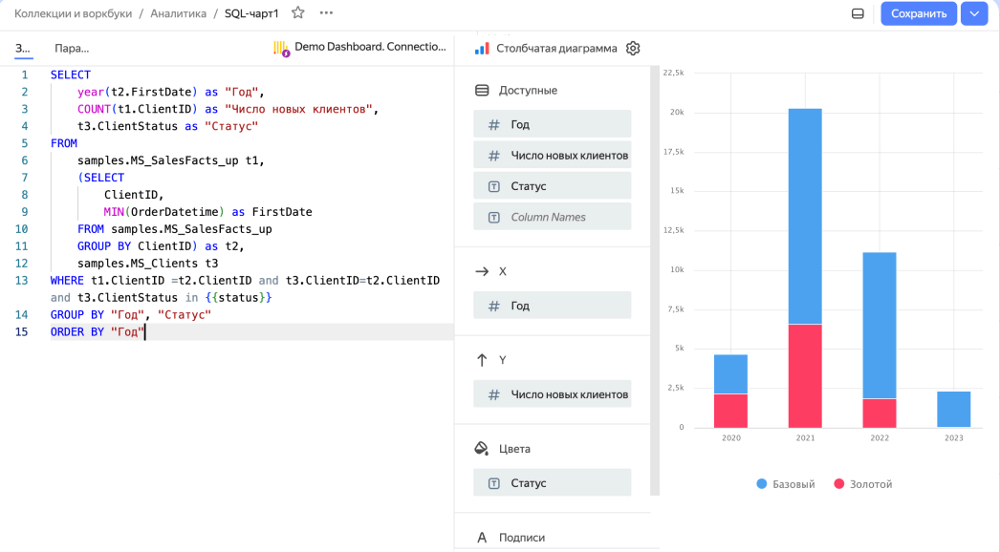 Коллекции и воркбуки / Аналитика / SQL-чарт1
Сохранить
З...
Пара...
Demo Dashboard. Connectio...
1 SELECT
2 year(t2.FirstDate) as "Год",
3 COUNT(t1.ClientID) as "Число новых клиентов",
4 t3.ClientStatus as "Статус"
5 FROM
6 samples.MS_SalesFacts_up t1,
7 (SELECT
8 ClientID,
9 MIN(OrderDatetime) as FirstDate
10 FROM samples.MS_SalesFacts_up
11 GROUP BY ClientID) as t2,
12 samples.MS_Clients t3
13 WHERE t1.ClientID =t2.ClientID and t3.ClientID=t2.ClientID
and t3.ClientStatus in {{status}}
14 GROUP BY "Год", "Статус"
15 ORDER BY "Год"
Столбчатая диаграмма
Доступные
# Год
# Число новых клиентов
T Статус
T Column Names
X
# Год
Y
# Число новых клиентов
Цвета
T Статус
A Подписи
22,5k
20k
17,5k
15k
12,5k
10k
7,5k
5k
2,5k
0
2020 2021 2022 2023
Базовый Золотой